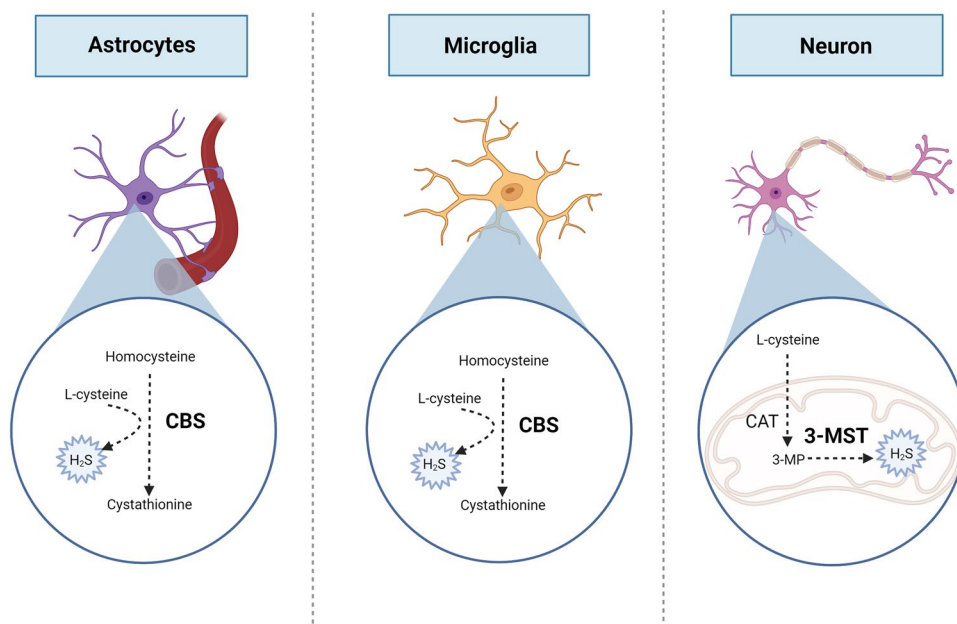 Astrocytes
Microglia
Neuron
Homocysteine
L-cysteine
CBS
H₂S
Cystathionine
Homocysteine
L-cysteine
CBS
H₂S
Cystathionine
L-cysteine
CAT
3-MST
3-MP
H₂S